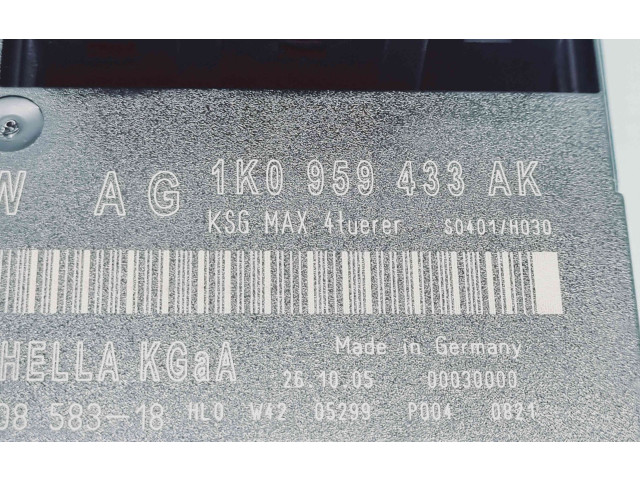 W AG 1K0 959 433 AK
KSG MAX 4tuerer S0401/H030
HELLA KGaA Made in Germany
26.10.05 00030000
08 583-18 HL0 W42 05299 P004 0821